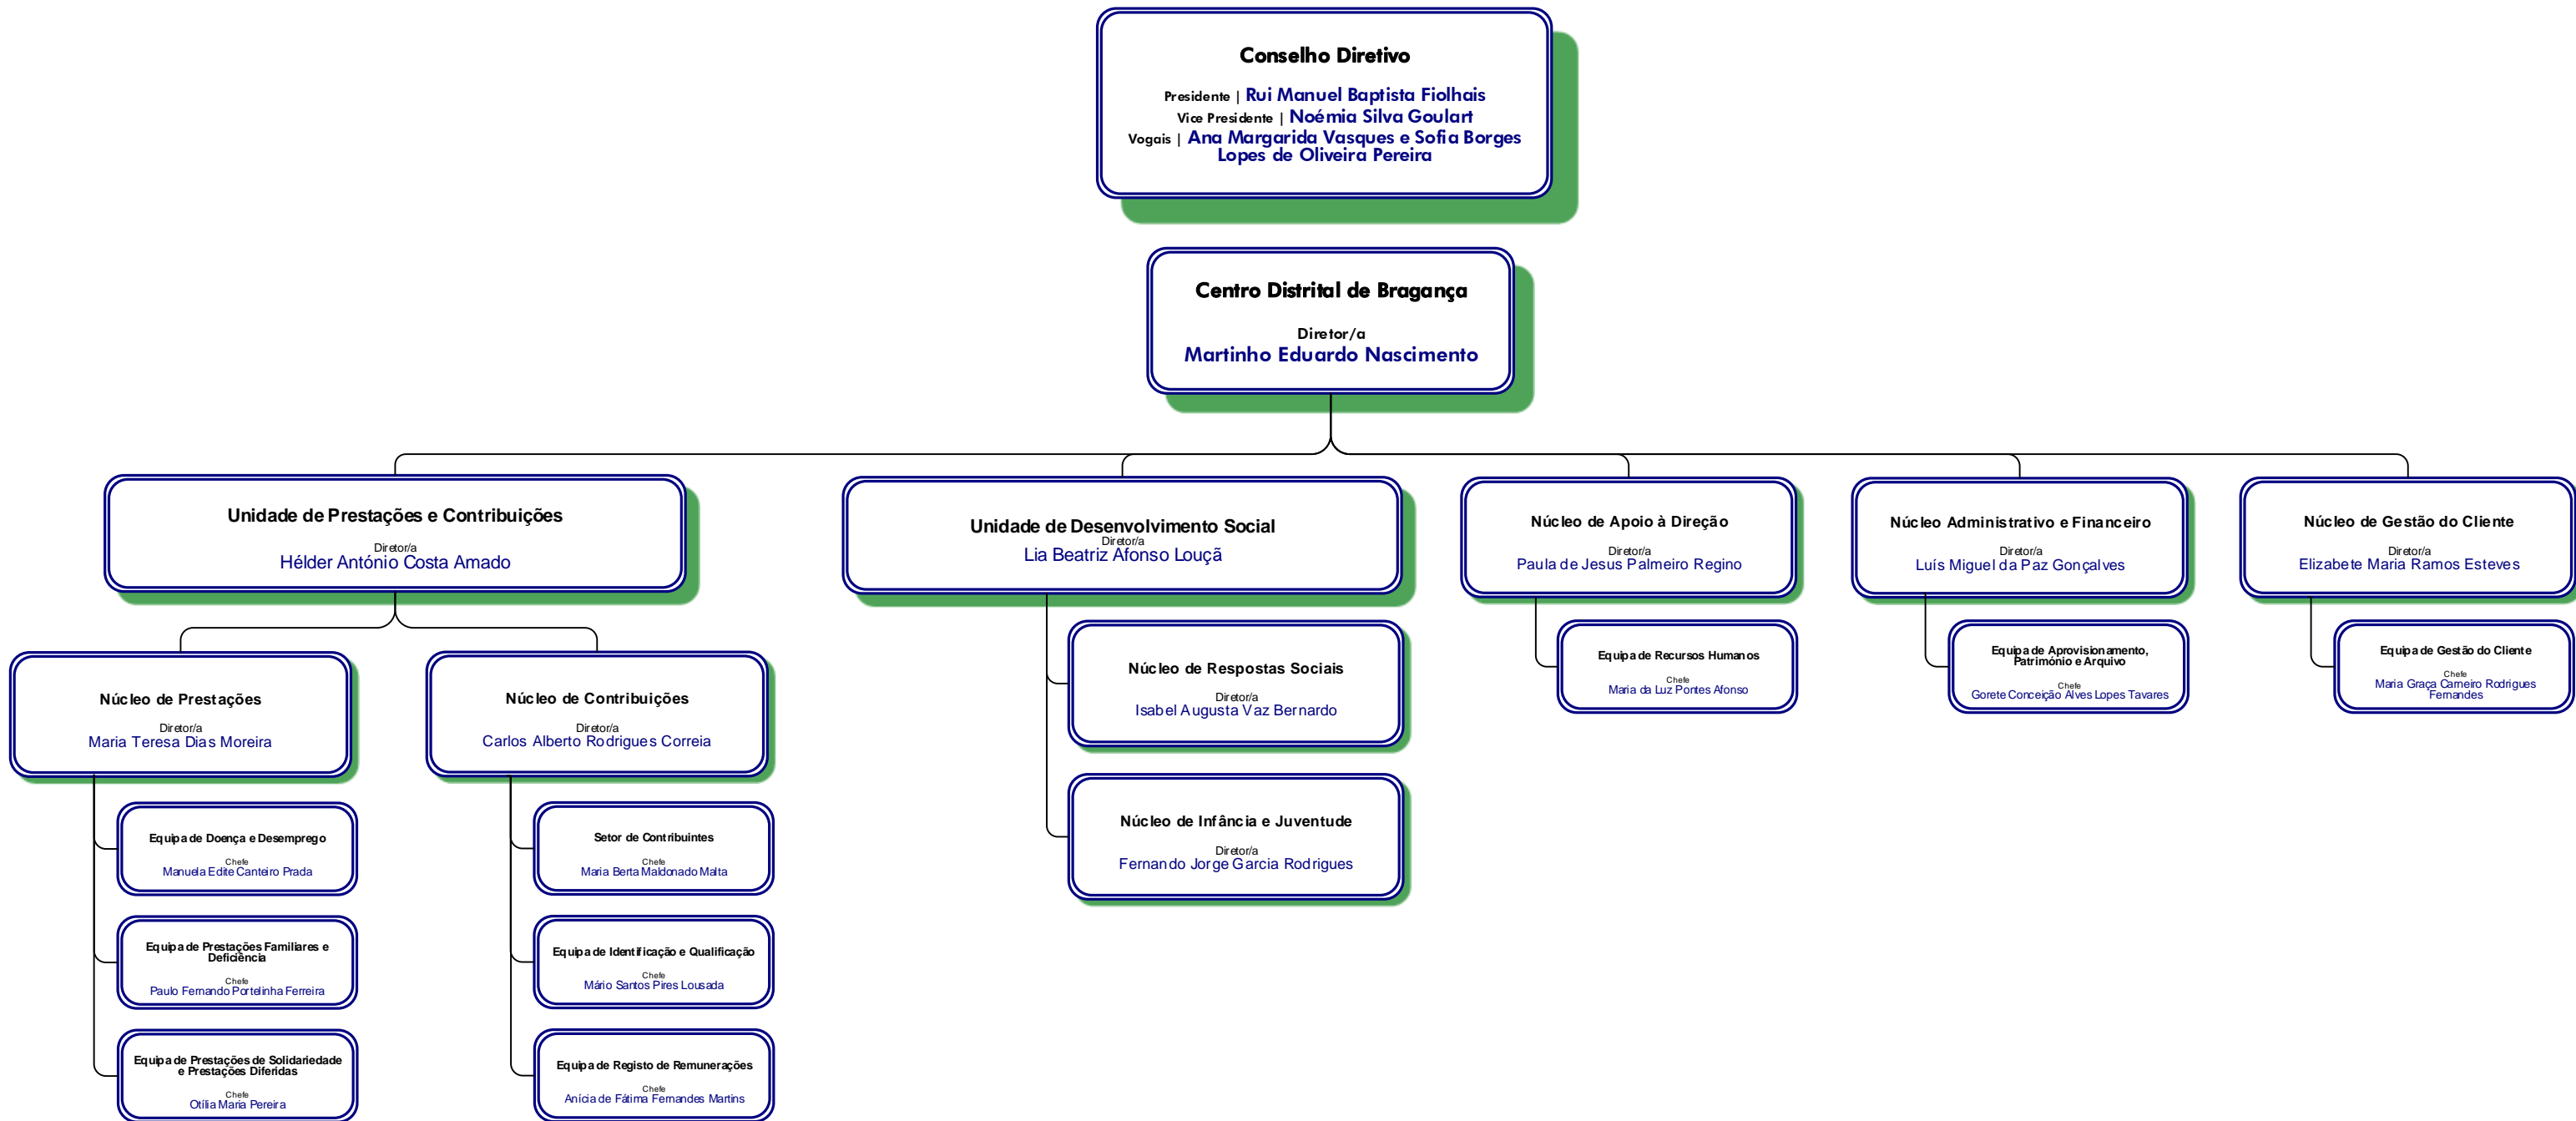 Conselho Diretivo
Presidente | Rui Manuel Baptista Fiolhais
Vice Presidente | Noémia Silva Goulart
Vogais | Ana Margarida Vasques e Sofia Borges
Lopes de Oliveira Pereira
Centro Distrital de Bragança
Diretor/a
Martinho Eduardo Nascimento
Unidade de Prestações e Contribuições
Diretor/a
Hélder António Costa Amado
Unidade de Desenvolvimento Social
Diretor/a
Lia Beatriz Afonso Louçã
Núcleo de Apoio à Direção
Diretor/a
Paula de Jesus Palmeiro Regino
Núcleo Administrativo e Financeiro
Diretor/a
Luís Miguel da Paz Gonçalves
Núcleo de Gestão do Cliente
Diretor/a
Elizabete Maria Ramos Esteves
Núcleo de Prestações
Diretor/a
Maria Teresa Dias Moreira
Núcleo de Contribuições
Diretor/a
Carlos Alberto Rodrigues Correia
Núcleo de Respostas Sociais
Diretor/a
Isabel Augusta Vaz Bernardo
Equipa de Recursos Humanos
Chefe
Maria da Luz Pontes Afonso
Equipa de Aprovisionamento,
Património e Arquivo
Chefe
Gorete Conceição Alves Lopes Tavares
Equipa de Gestão do Cliente
Chefe
Maria Graça Carneiro Rodrigues
Fernandes
Núcleo de Infância e Juventude
Diretor/a
Fernando Jorge Garcia Rodrigues
Equipa de Doença e Desemprego
Chefe
Manuela Edite Canteiro Prada
Setor de Contribuintes
Chefe
Maria Berta Maldonado Malta
Equipa de Prestações Familiares e
Deficiência
Chefe
Paulo Fernando Portelinha Ferreira
Equipa de Identificação e Qualificação
Chefe
Mário Santos Pires Lousada
Equipa de Prestações de Solidariedade
e Prestações Diferidas
Chefe
Otília Maria Pereira
Equipa de Registo de Remunerações
Chefe
Anícia de Fátima Fernandes Martins